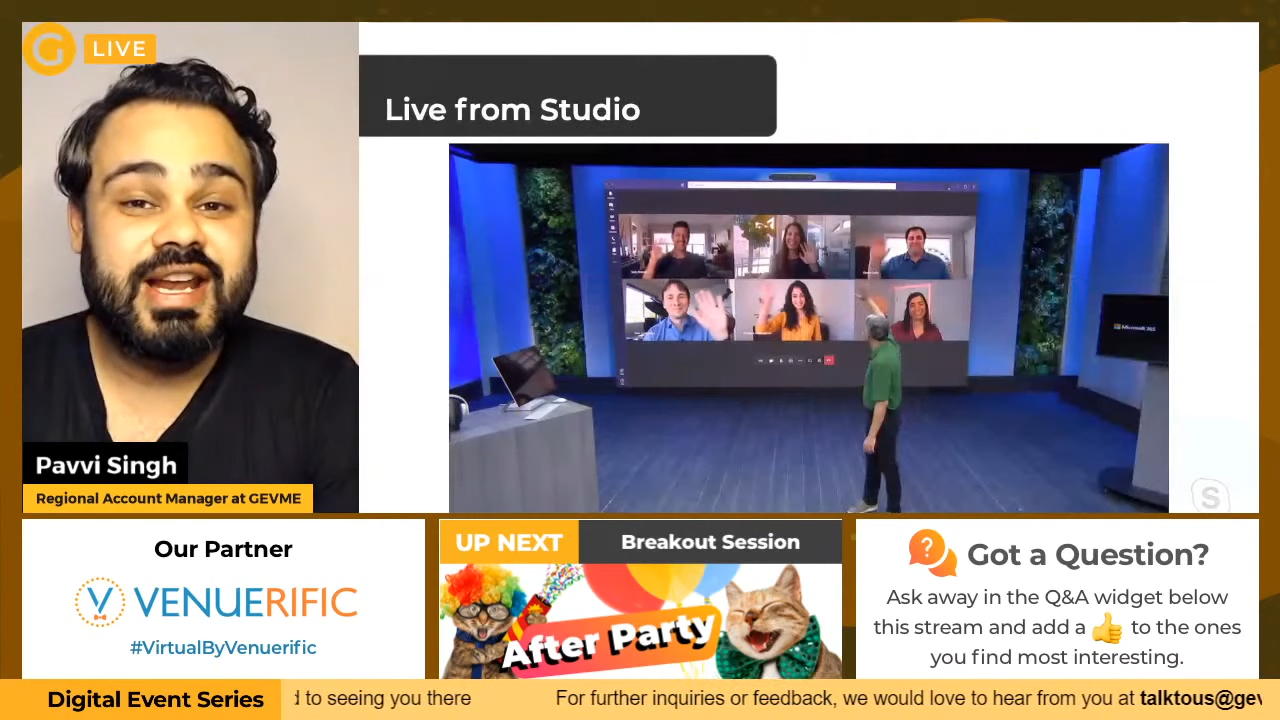 G
LIVE
Live from Studio
Microsoft 365
Pavvi Singh
Regional Account Manager at GEVME
S
Our Partner
V VENUERIFIC
#VirtualByVenuerific
UP NEXT
Breakout Session
After Party
?
Got a Question?
Ask away in the Q&A widget below
this stream and add a 👍 to the ones
you find most interesting.
Digital Event Series
d to seeing you there
For further inquiries or feedback, we would love to hear from you at talktous@gev